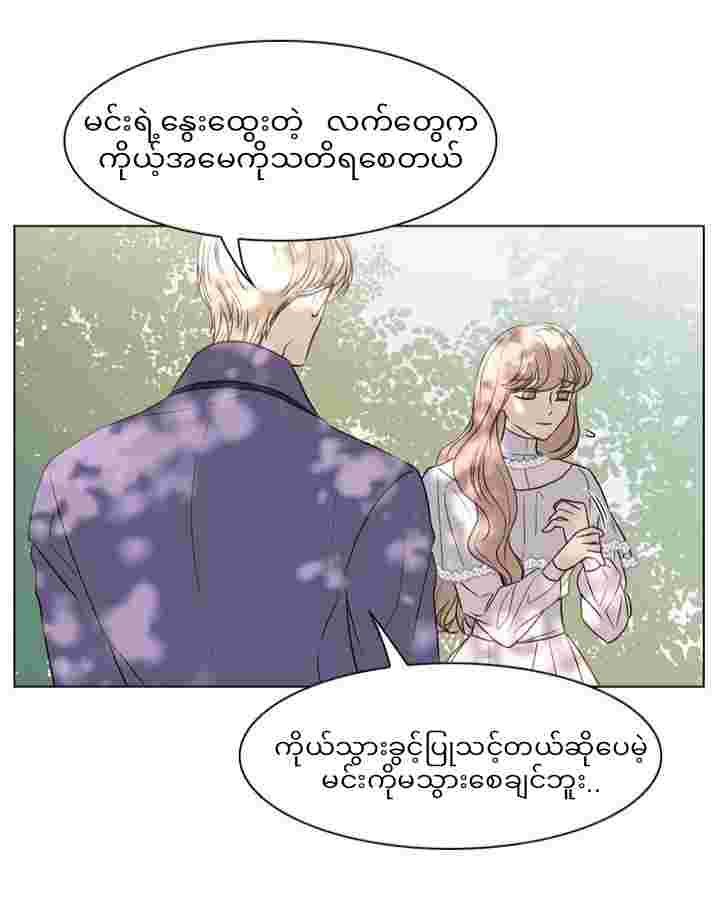 မင်းရဲ့နွေးထွေးတဲ့ လက်တွေက
ကိုယ့်အမေကိုသတိရစေတယ်
ကိုယ်သွားခွင့်ပြုသင့်တယ်ဆိုပေမဲ့
မင်းကိုမသွားစေချင်ဘူး..